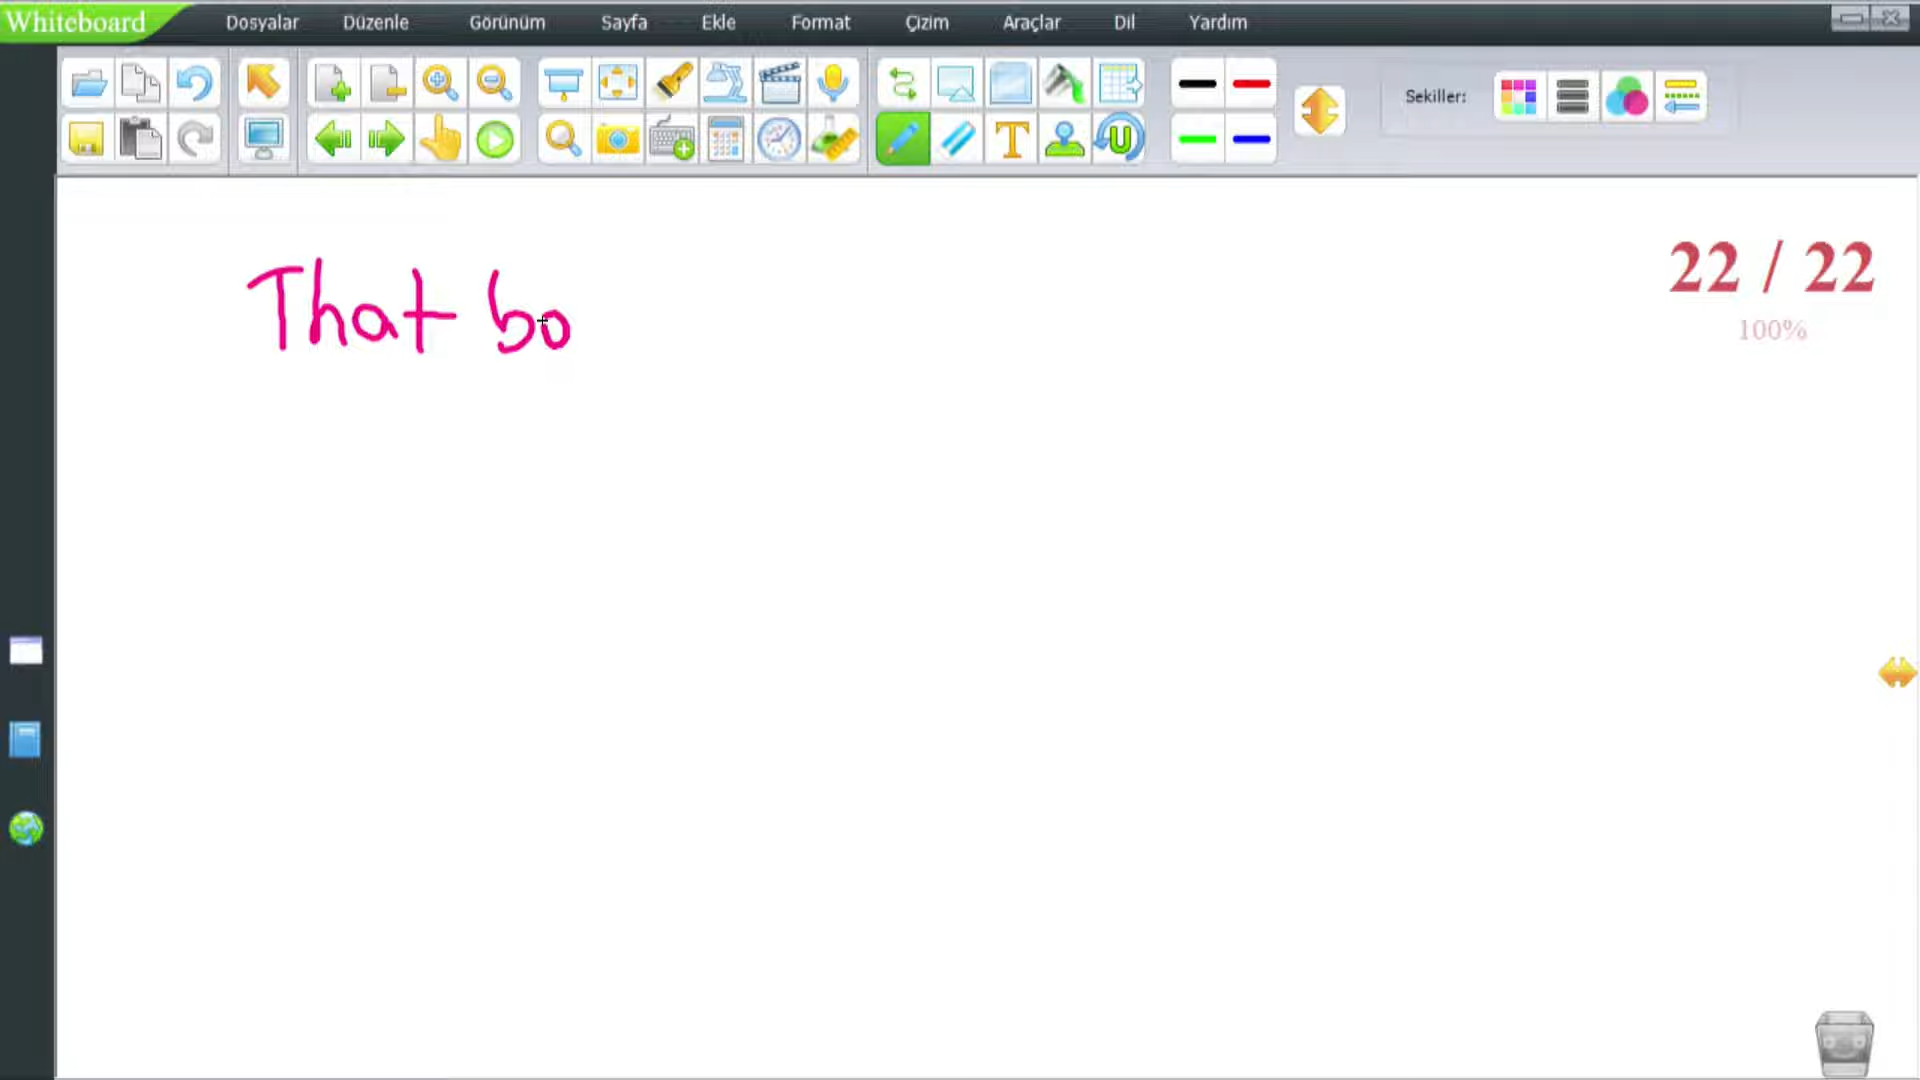 Whiteboard Dosyalar Düzenle Görünüm Sayfa Ekle Format Çizim Araçlar Dil Yardım
Sekiller:
22 / 22
100%
That bo